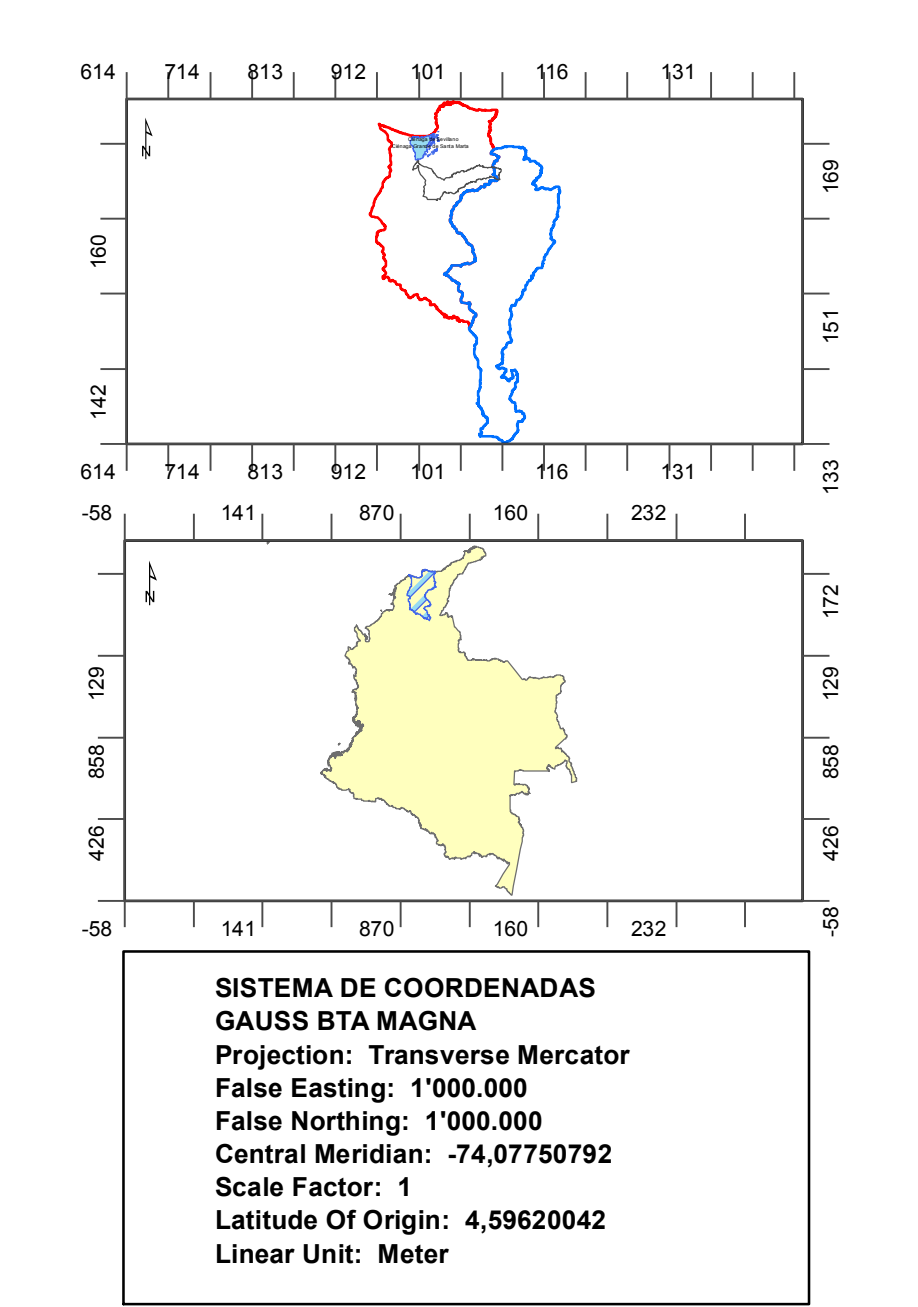 614 714 813 912 101 116 131
N
Ciénaga Grande de Santa Marta
169
160
151
142
133
614 714 813 912 101 116 131
-58 141 870 160 232
N
172
129 129
858 858
426 426
-58
-58 141 870 160 232
SISTEMA DE COORDENADAS
GAUSS BTA MAGNA
Projection: Transverse Mercator
False Easting: 1'000.000
False Northing: 1'000.000
Central Meridian: -74,07750792
Scale Factor: 1
Latitude Of Origin: 4,59620042
Linear Unit: Meter